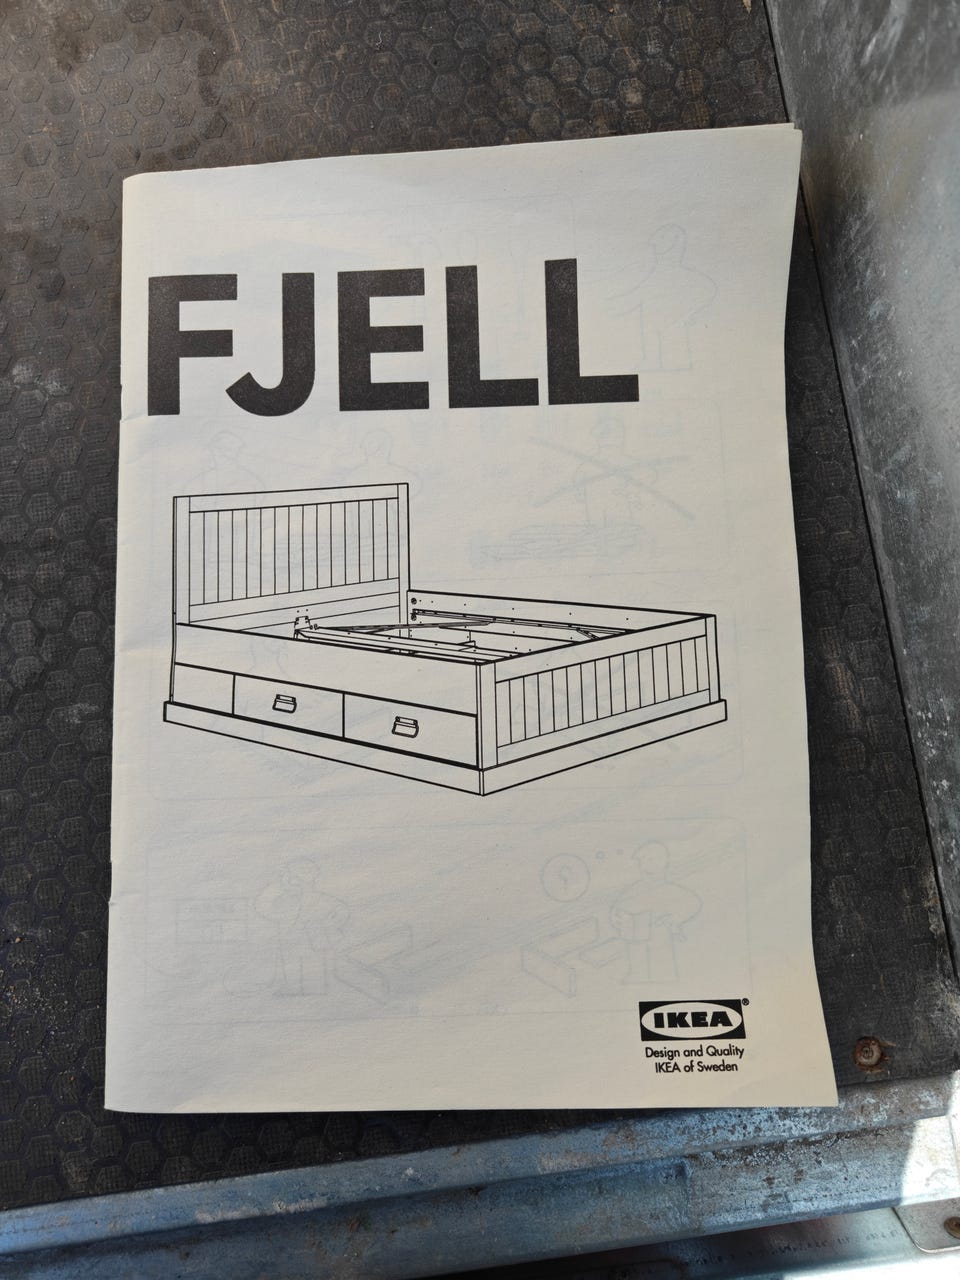 FJELL
IKEA®
Design and Quality
IKEA of Sweden